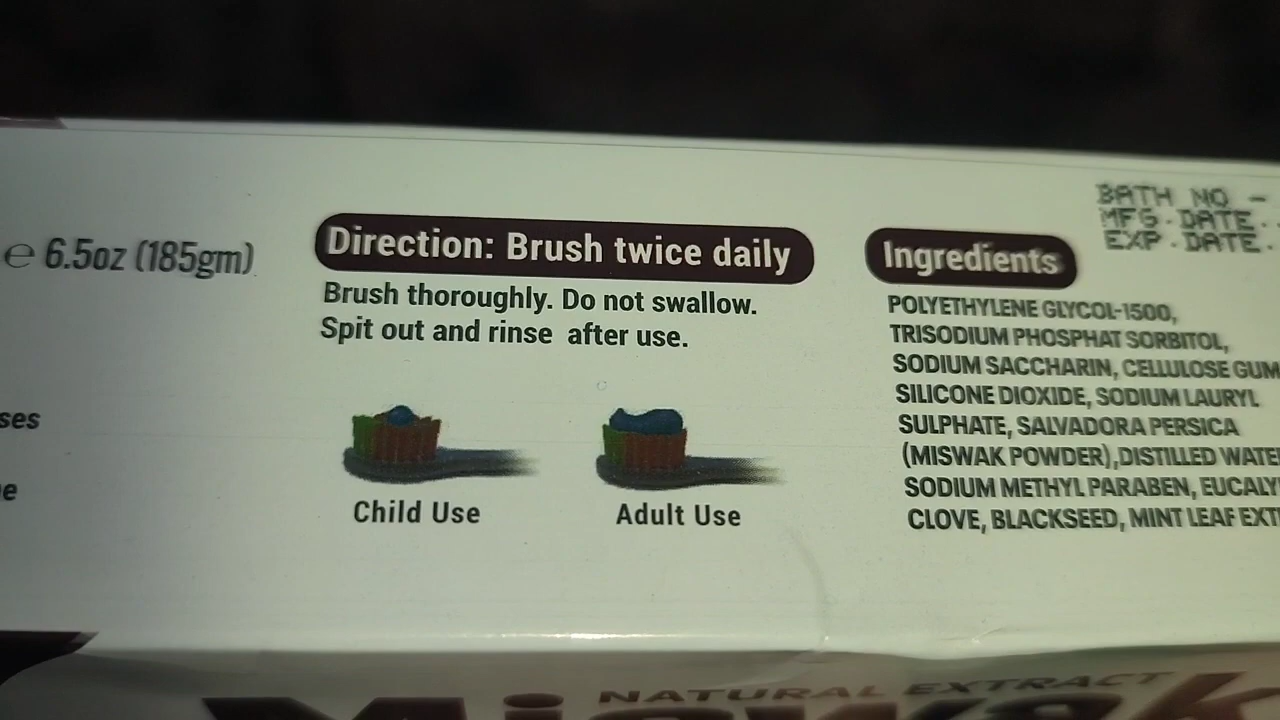 ℮ 6.5oz (185gm)
ses
e
Direction: Brush twice daily
Brush thoroughly. Do not swallow.
Spit out and rinse after use.
Child Use
Adult Use
BATH NO -
MFG.DATE.
EXP.DATE.
Ingredients
POLYETHYLENE GLYCOL-1500,
TRISODIUM PHOSPHAT SORBITOL,
SODIUM SACCHARIN, CELLULOSE GUM
SILICONE DIOXIDE, SODIUM LAURYL
SULPHATE, SALVADORA PERSICA
(MISWAK POWDER),DISTILLED WATE
SODIUM METHYL PARABEN, EUCALY
CLOVE, BLACKSEED, MINT LEAF EXT
NATURAL EXTRACT